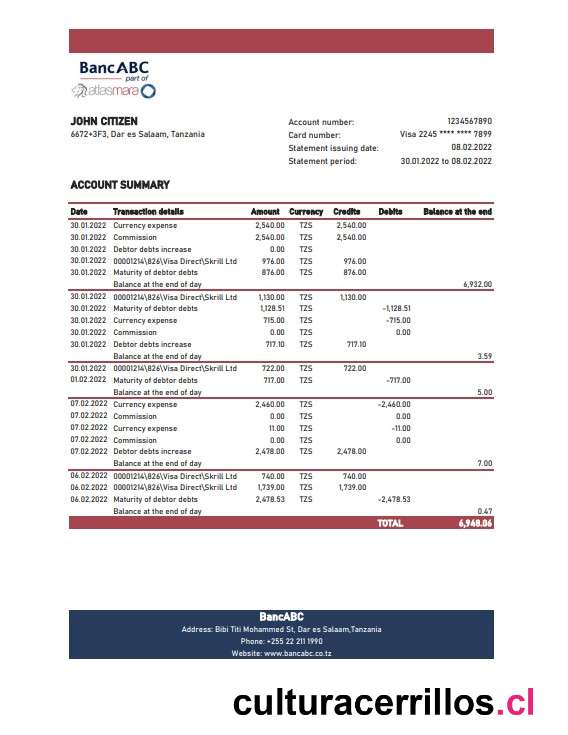 BancABC
part of
atlasmara
JOHN CITIZEN
6672+3F3, Dar es Salaam, Tanzania
Account number: 1234567890
Card number: Visa 2245 **** **** 7899
Statement issuing date: 08.02.2022
Statement period: 30.01.2022 to 08.02.2022
ACCOUNT SUMMARY
Date Transaction details Amount Currency Credits Debits Balance at the end
30.01.2022 Currency expense 2,540.00 TZS 2,540.00
30.01.2022 Commission 2,540.00 TZS 2,540.00
30.01.2022 Debtor debts increase 0.00 TZS
30.01.2022 00001214\826\Visa Direct\Skrill Ltd 976.00 TZS 976.00
30.01.2022 Maturity of debtor debts 876.00 TZS 876.00
Balance at the end of day 6,932.00
30.01.2022 00001214\826\Visa Direct\Skrill Ltd 1,130.00 TZS 1,130.00
30.01.2022 Maturity of debtor debts 1,128.51 TZS -1,128.51
30.01.2022 Currency expense 715.00 TZS -715.00
30.01.2022 Commission 0.00 TZS 0.00
30.01.2022 Debtor debts increase 717.10 TZS 717.10
Balance at the end of day 3.59
30.01.2022 00001214\826\Visa Direct\Skrill Ltd 722.00 TZS 722.00
01.02.2022 Maturity of debtor debts 717.00 TZS -717.00
Balance at the end of day 5.00
07.02.2022 Currency expense 2,460.00 TZS -2,460.00
07.02.2022 Commission 0.00 TZS 0.00
07.02.2022 Currency expense 11.00 TZS -11.00
07.02.2022 Commission 0.00 TZS 0.00
07.02.2022 Debtor debts increase 2,478.00 TZS 2,478.00
Balance at the end of day 7.00
06.02.2022 00001214\826\Visa Direct\Skrill Ltd 740.00 TZS 740.00
06.02.2022 00001214\826\Visa Direct\Skrill Ltd 1,739.00 TZS 1,739.00
06.02.2022 Maturity of debtor debts 2,478.53 TZS -2,478.53
Balance at the end of day 0.47
TOTAL 6,948.06
BancABC
Address: Bibi Titi Mohammed St, Dar es Salaam,Tanzania
Phone: +255 22 211 1990
Website: www.bancabc.co.tz
culturacerrillos.cl